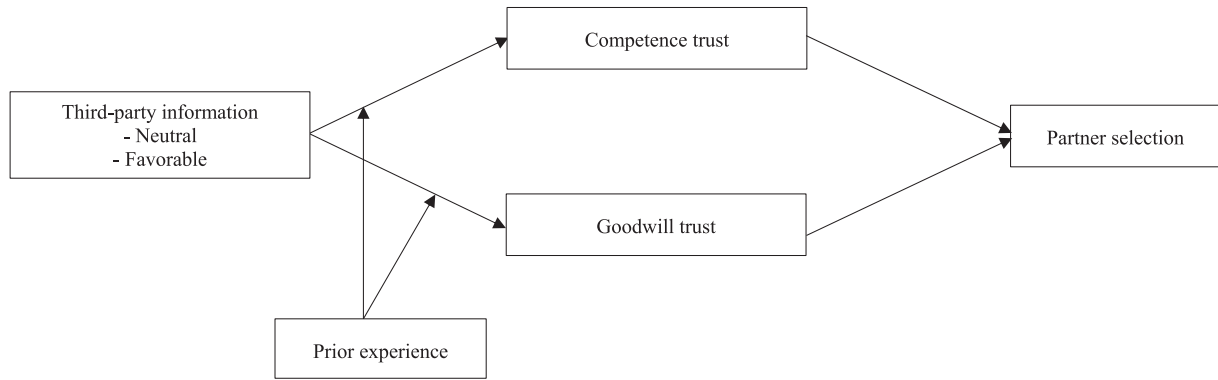 Competence trust
Third-party information
- Neutral
- Favorable
Partner selection
Goodwill trust
Prior experience